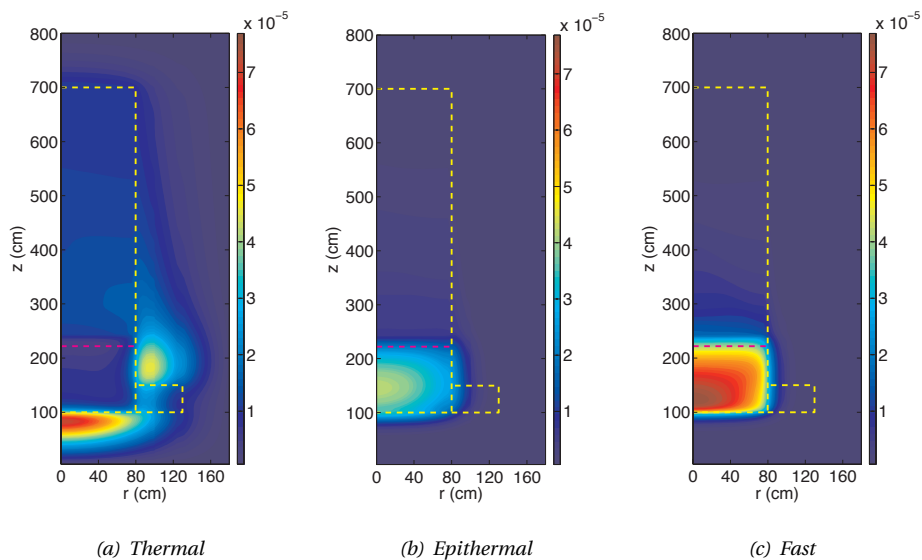 x 10⁻⁵ x 10⁻⁵ x 10⁻⁵
800 800 800
700 7 700 7 700 7
600 6 600 6 600 6
500 5 500 5 500 5
z (cm) 400 4 z (cm) 400 4 z (cm) 400 4
300 3 300 3 300 3
200 2 200 2 200 2
100 1 100 1 100 1
0 40 80 120 160 0 40 80 120 160 0 40 80 120 160
r (cm) r (cm) r (cm)
(a) Thermal (b) Epithermal (c) Fast